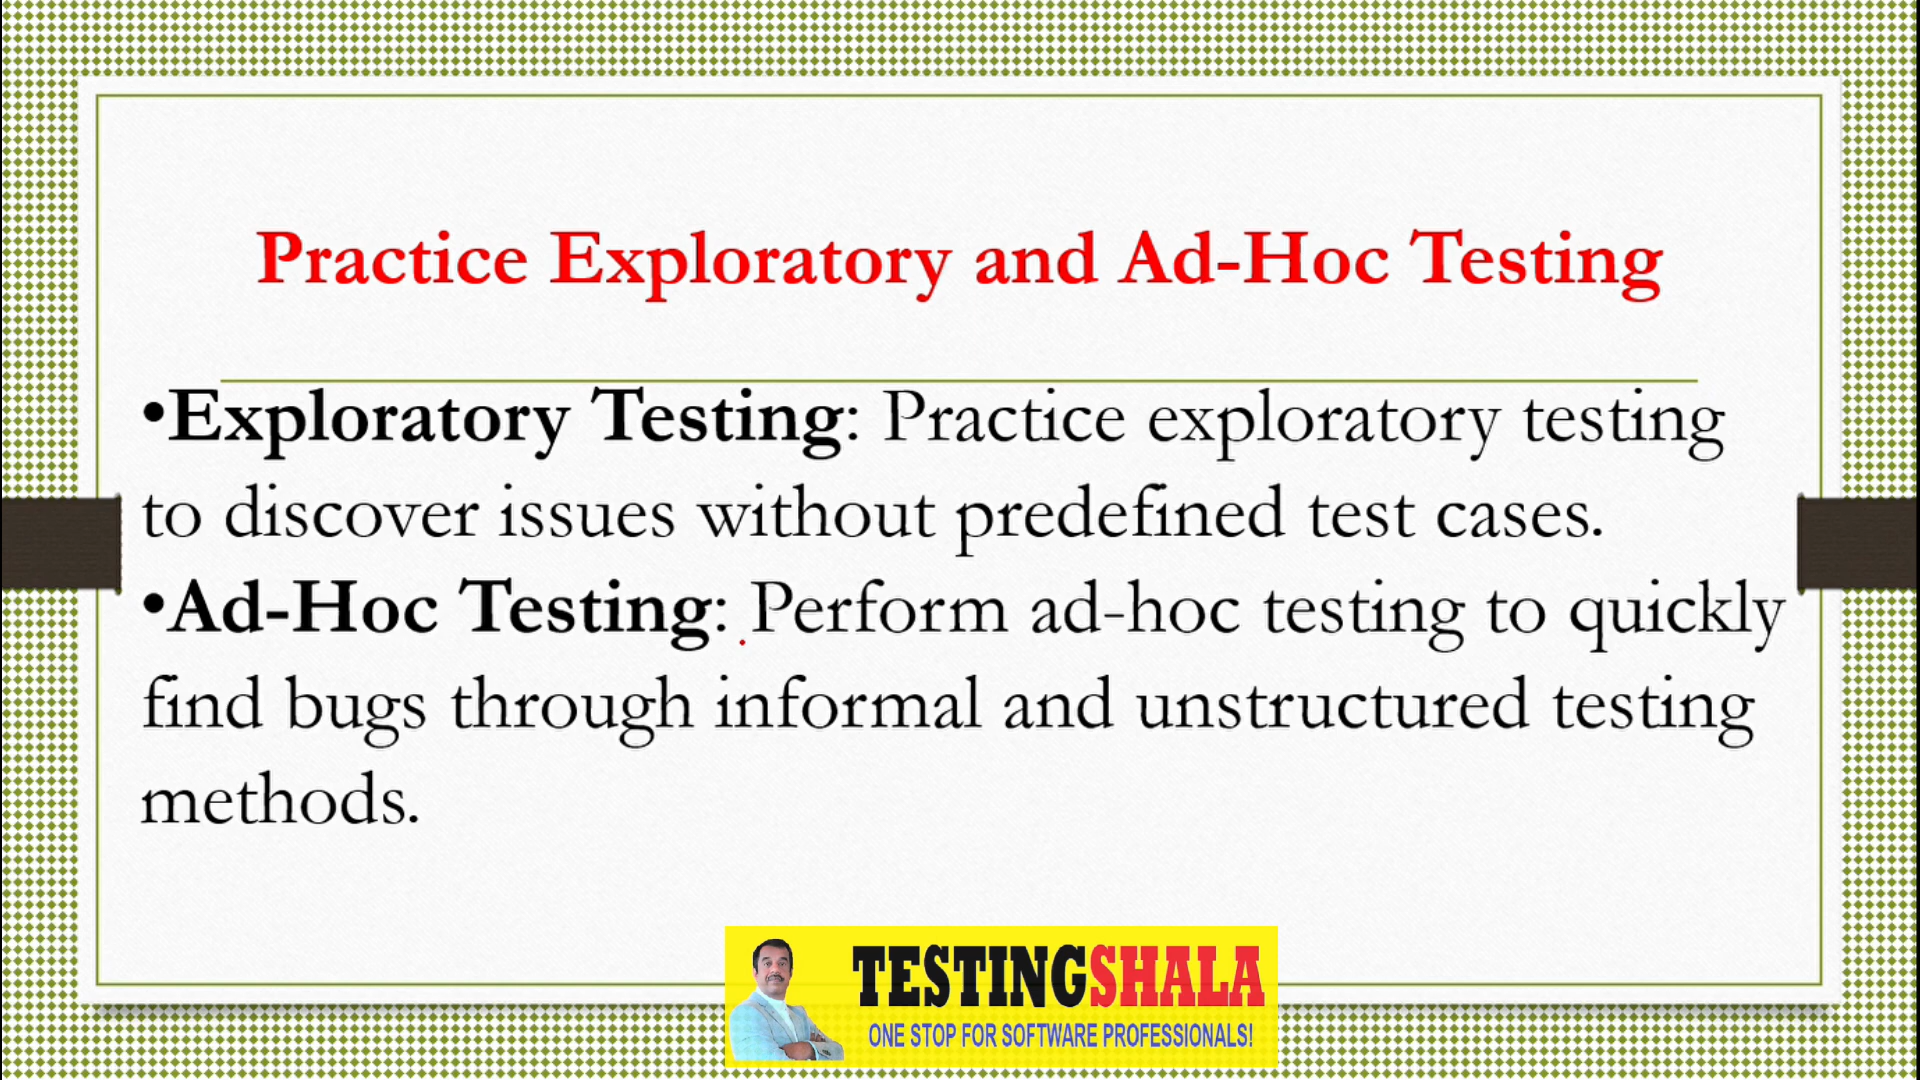 Practice Exploratory and Ad-Hoc Testing
•Exploratory Testing: Practice exploratory testing
to discover issues without predefined test cases.
•Ad-Hoc Testing: Perform ad-hoc testing to quickly
find bugs through informal and unstructured testing
methods.
TESTINGSHALA
ONE STOP FOR SOFTWARE PROFESSIONALS!